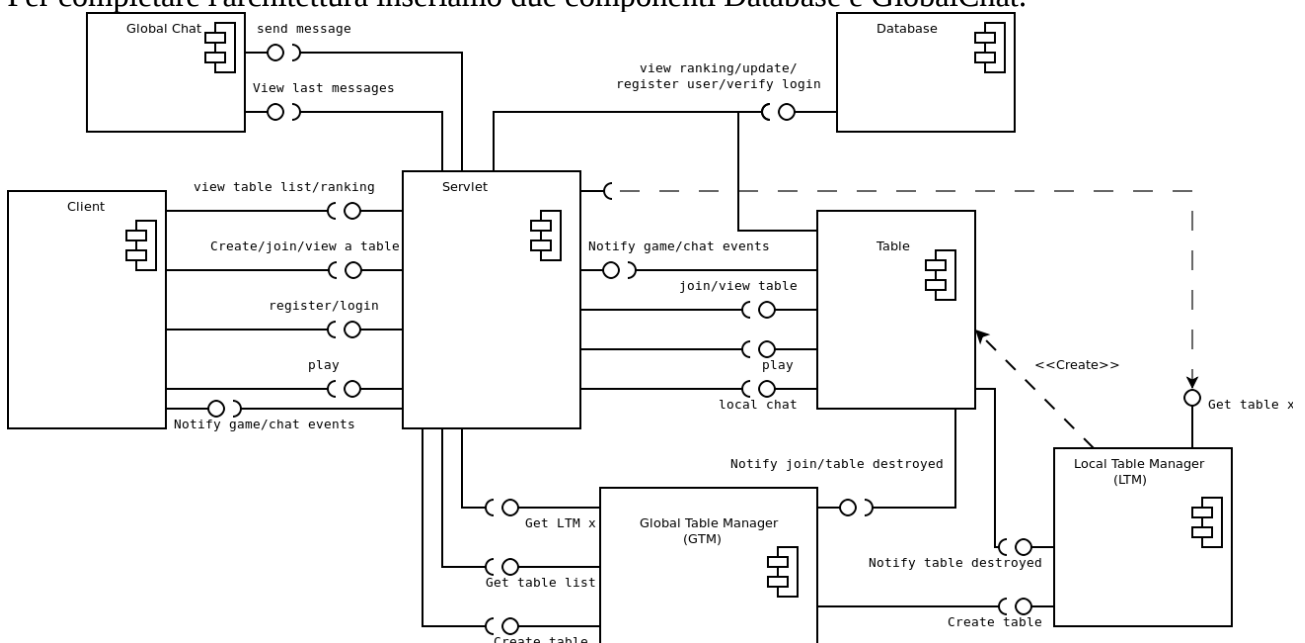 Per completare l'architettura inseriamo due componenti Database e GlobalChat.
Global Chat
send message
View last messages
Database
view ranking/update/
register user/verify login
Client
view table list/ranking
Create/join/view a table
register/login
play
Notify game/chat events
Servlet
Notify game/chat events
join/view table
play
local chat
Table
<<Create>>
Get table x
Notify join/table destroyed
Local Table Manager
(LTM)
Get LTM x
Get table list
Create table
Global Table Manager
(GTM)
Notify table destroyed
Create table